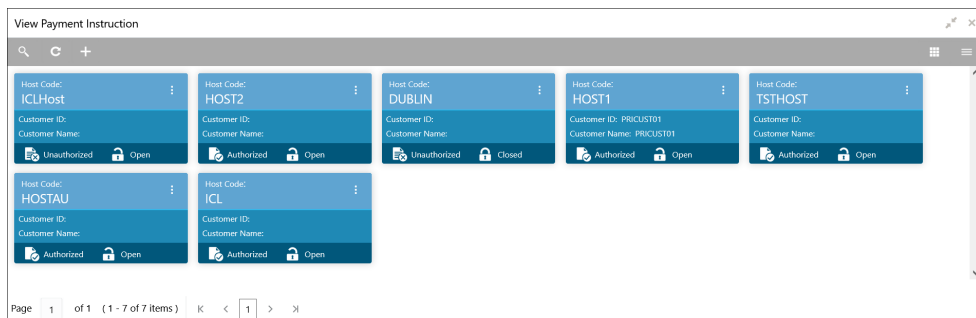 View Payment Instruction
Host Code: Host Code: Host Code: Host Code: Host Code:
ICLHost HOST2 DUBLIN HOST1 TSTHOST
Customer ID: Customer ID: Customer ID: Customer ID: PRICUST01 Customer ID:
Customer Name: Customer Name: Customer Name: Customer Name: PRICUST01 Customer Name:
Unauthorized Open Authorized Open Unauthorized Closed Authorized Open Authorized Open
Host Code: Host Code:
HOSTAU ICL
Customer ID: Customer ID:
Customer Name: Customer Name:
Authorized Open Authorized Open
Page 1 of 1 ( 1 - 7 of 7 items ) 1